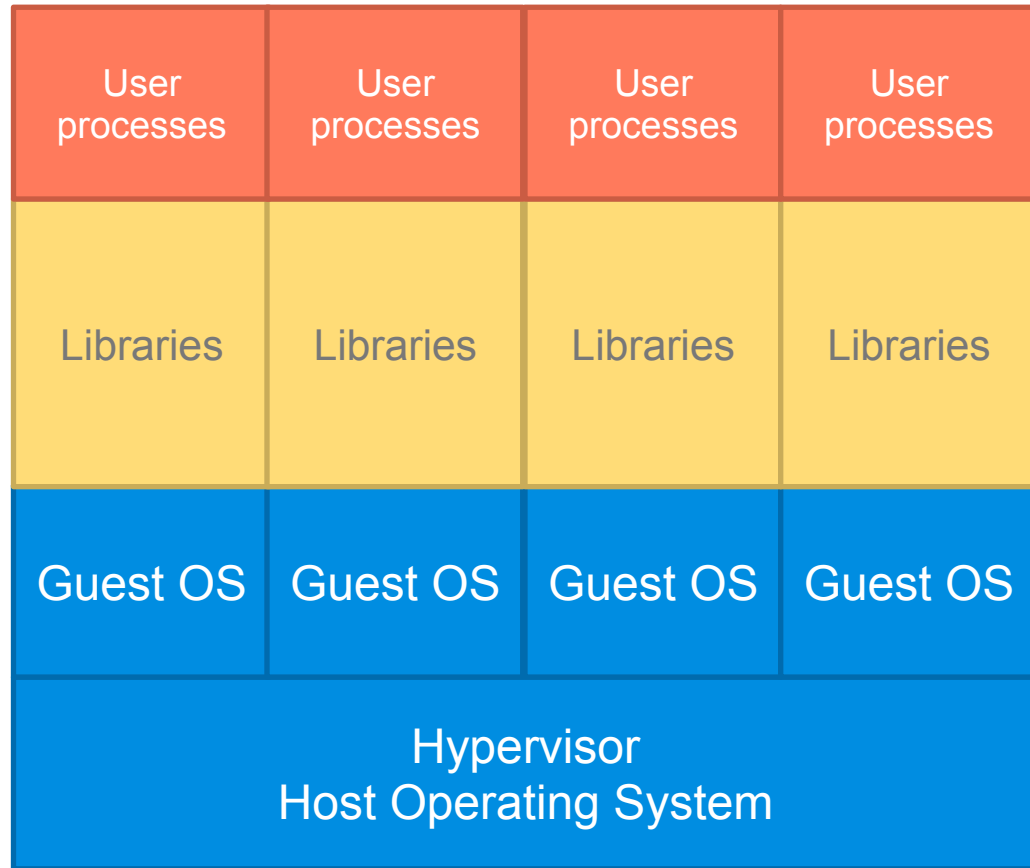 User
processes
User
processes
User
processes
User
processes
Libraries
Libraries
Libraries
Libraries
Guest OS
Guest OS
Guest OS
Guest OS
Hypervisor
Host Operating System